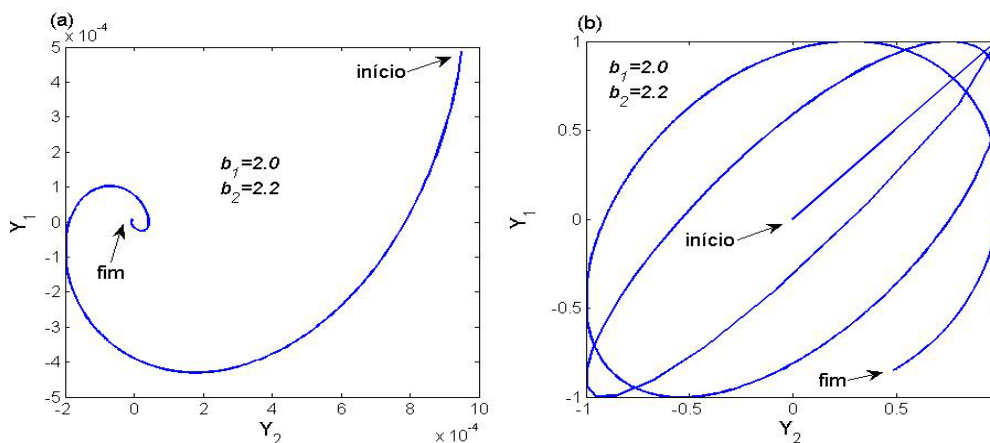 (a)
× 10⁻⁴
5
4
3
2
1
0
-1
-2
-3
-4
-5
Y₁
início
b₁=2.0
b₂=2.2
fim
-2
0
2
4
6
8
10
Y₂
× 10⁻⁴
(b)
1
0.5
0
-0.5
-1
Y₁
b₁=2.0
b₂=2.2
início
fim
-1
-0.5
0
0.5
Y₂